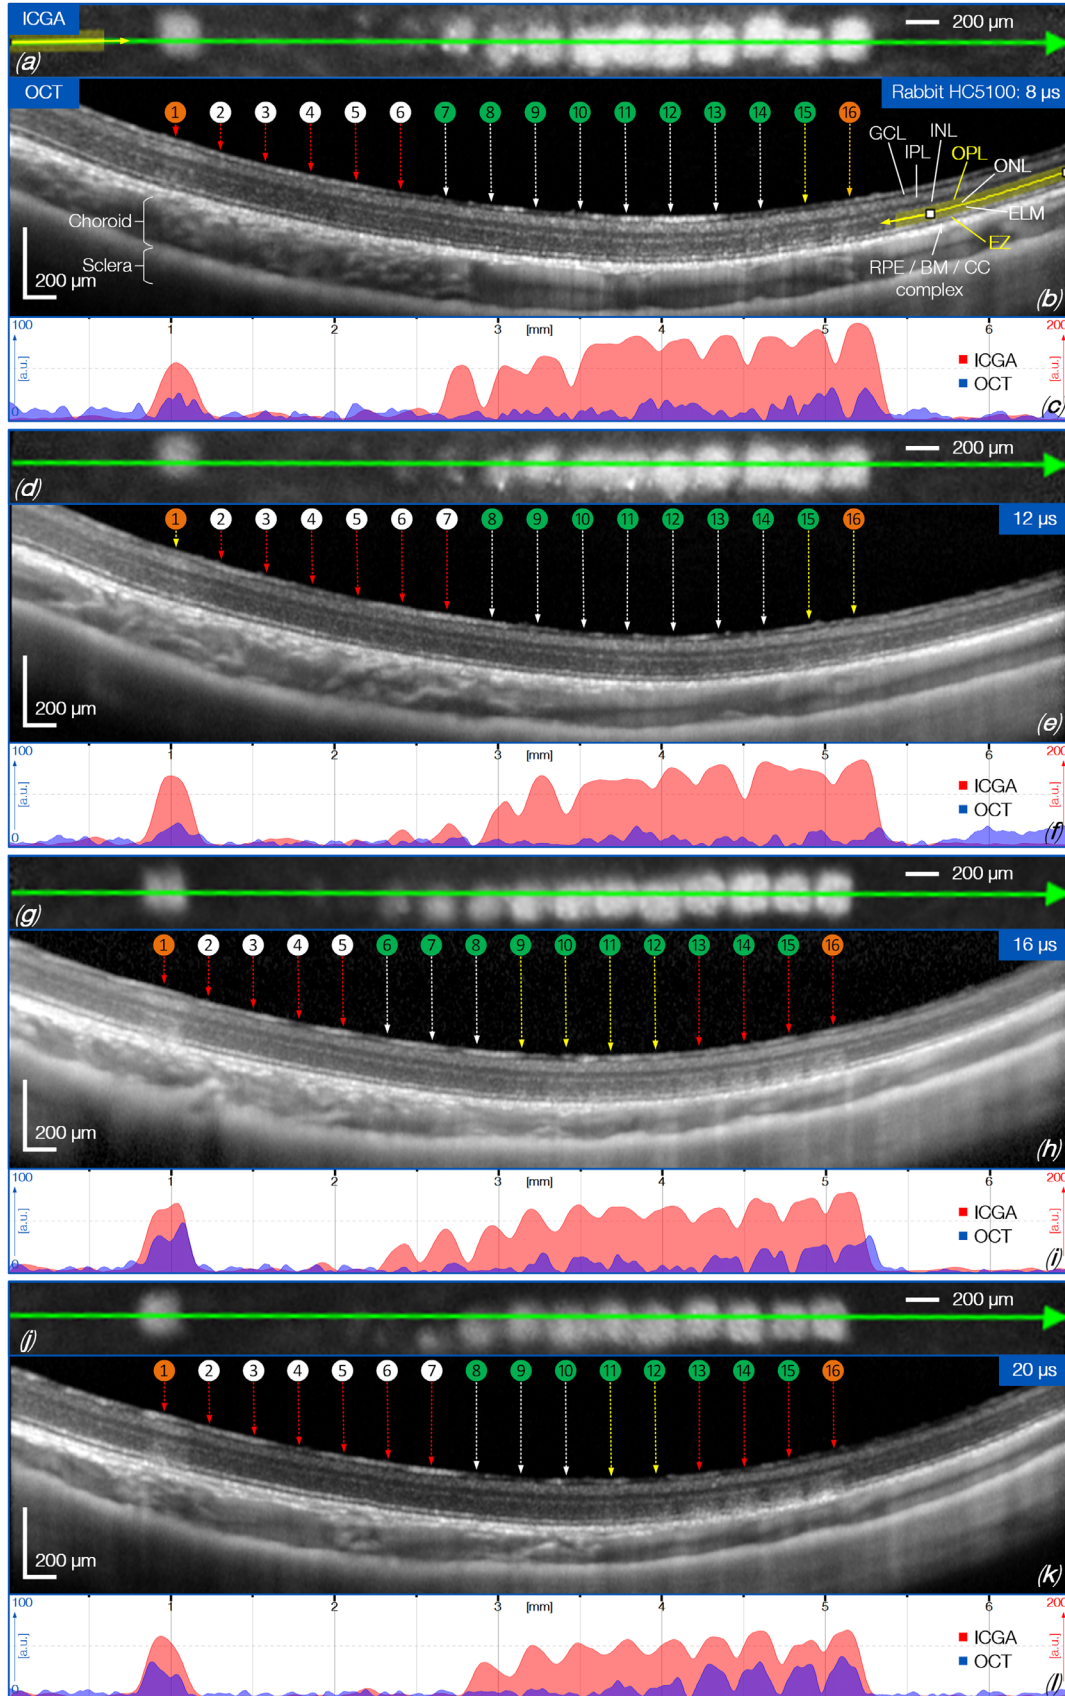 ICGA
200 µm
(a)
OCT
Rabbit HC5100: 8 µs
1 2 3 4 5 6 7 8 9 10 11 12 13 14 15 16
GCL
IPL
INL
OPL
ONL
ELM
EZ
RPE / BM / CC
complex
Choroid
Sclera
200 µm
(b)
100
[a.u.]
0
1 3 [mm] 4 5 6
200
[a.u.]
ICGA
OCT
(c)
200 µm
(d)
12 µs
1 2 3 4 5 6 7 8 9 10 11 12 13 14 15 16
200 µm
(e)
100
[a.u.]
0
1 2 3 [mm] 4 5 6
200
[a.u.]
ICGA
OCT
(f)
200 µm
(g)
16 µs
1 2 3 4 5 6 7 8 9 10 11 12 13 14 15 16
200 µm
(h)
100
[a.u.]
0
1 2 3 [mm] 4 5 6
200
[a.u.]
ICGA
OCT
(i)
200 µm
(j)
20 µs
1 2 3 4 5 6 7 8 9 10 11 12 13 14 15 16
200 µm
(k)
100
[a.u.]
0
1 2 3 [mm] 4 5 6
200
[a.u.]
ICGA
OCT
(l)